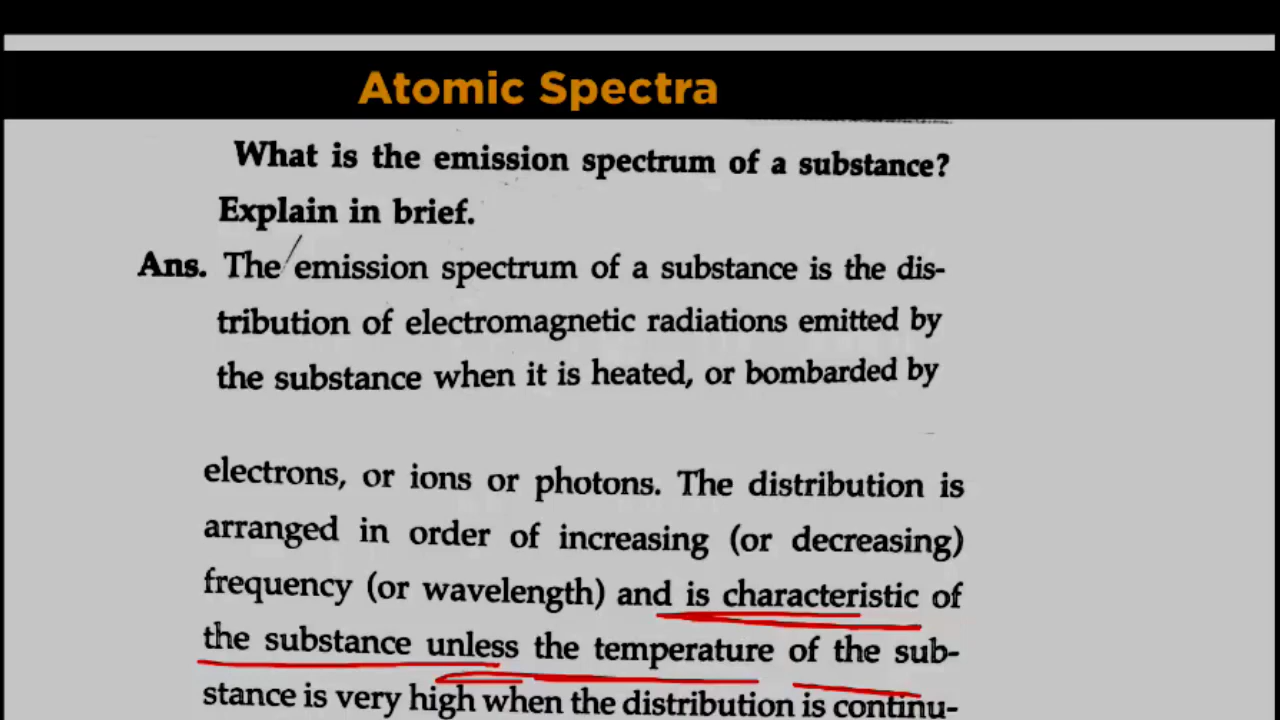 Atomic Spectra
What is the emission spectrum of a substance?
Explain in brief.
Ans. The emission spectrum of a substance is the dis-
tribution of electromagnetic radiations emitted by
the substance when it is heated, or bombarded by
electrons, or ions or photons. The distribution is
arranged in order of increasing (or decreasing)
frequency (or wavelength) and is characteristic of
the substance unless the temperature of the sub-
stance is very high when the distribution is continu-